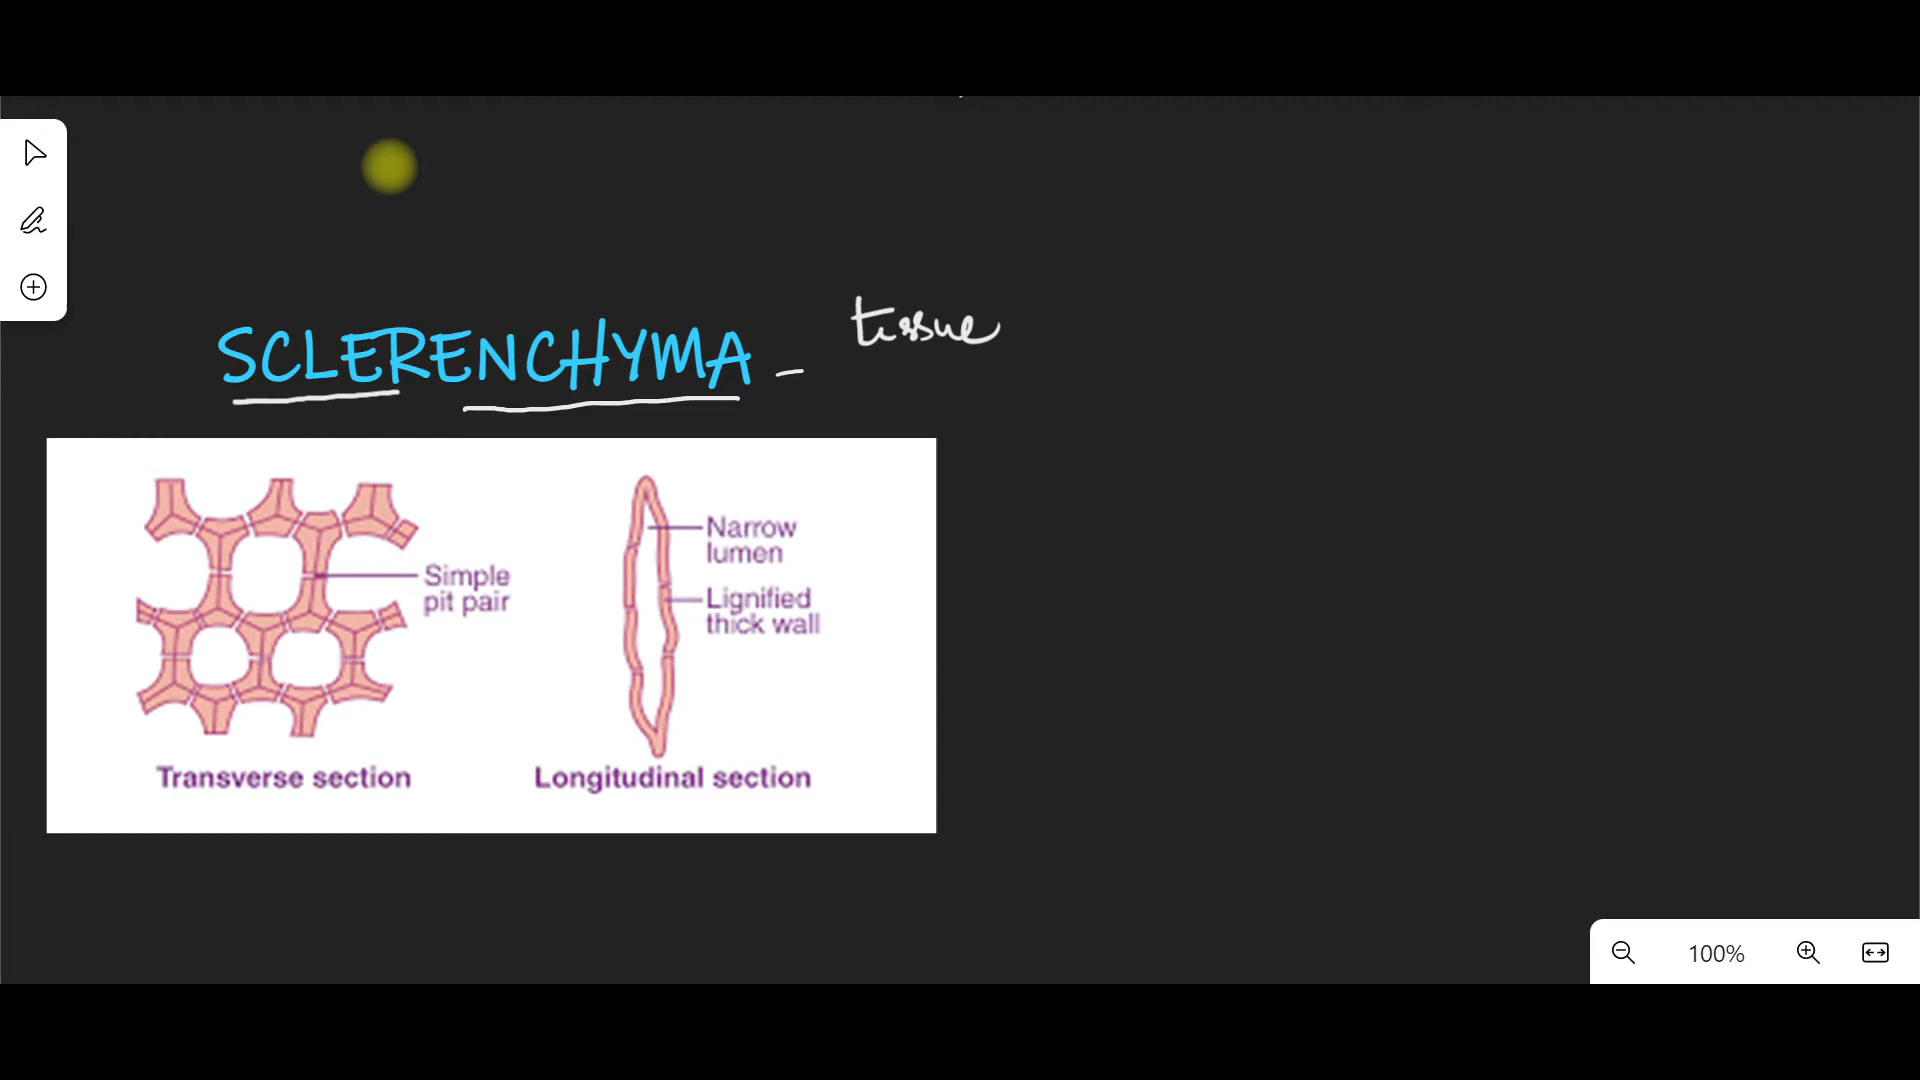 SCLERENCHYMA - tissue
Simple
pit pair
Narrow
lumen
Lignified
thick wall
Transverse section
Longitudinal section
100%